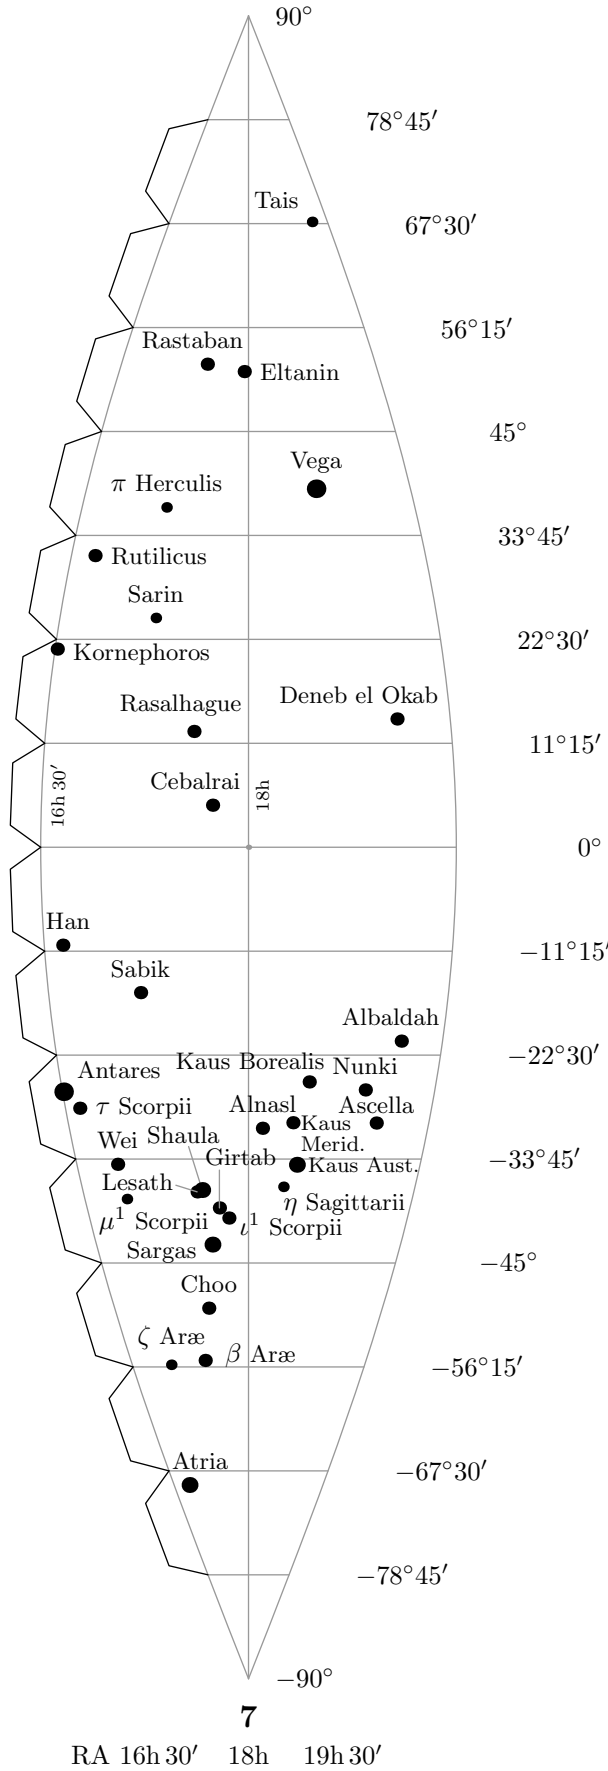 90°
78°45′
Tais
67°30′
56°15′
Rastaban
Eltanin
45°
Vega
π Herculis
33°45′
Rutilicus
Sarin
22°30′
Kornephoros
Deneb el Okab
Rasalhague
11°15′
Cebalrai
16h 30′
18h
0°
Han
−11°15′
Sabik
Albaldah
−22°30′
Kaus Borealis
Nunki
Antares
Alnasl
Ascella
τ Scorpii
Kaus
Merid.
Shaula
Wei
Girtab
−33°45′
Kaus Aust.
Lesath
η Sagittarii
μ¹ Scorpii
ι¹ Scorpii
Sargas
−45°
Choo
ζ Aræ
β Aræ
−56°15′
Atria
−67°30′
−78°45′
−90°
7
RA 16h 30′ 18h 19h 30′